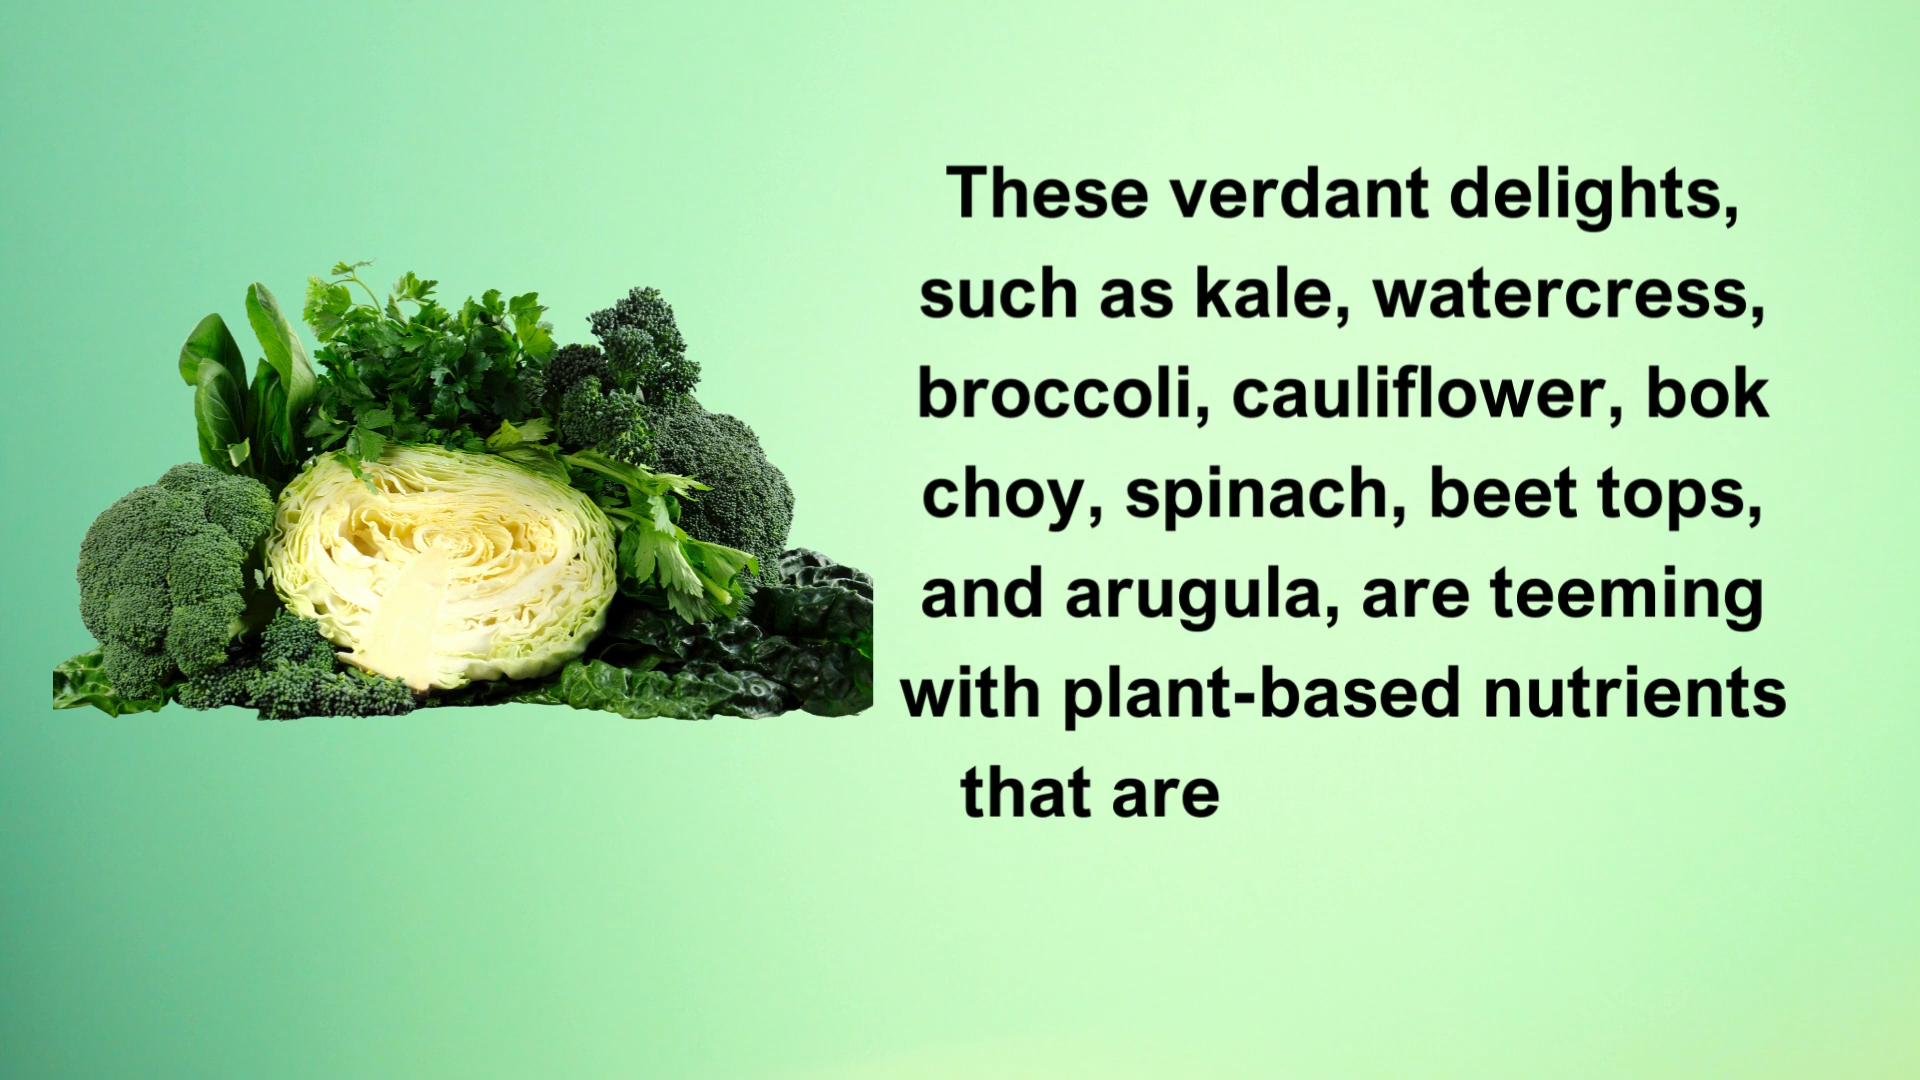 These verdant delights,
such as kale, watercress,
broccoli, cauliflower, bok
choy, spinach, beet tops,
and arugula, are teeming
with plant-based nutrients
that are